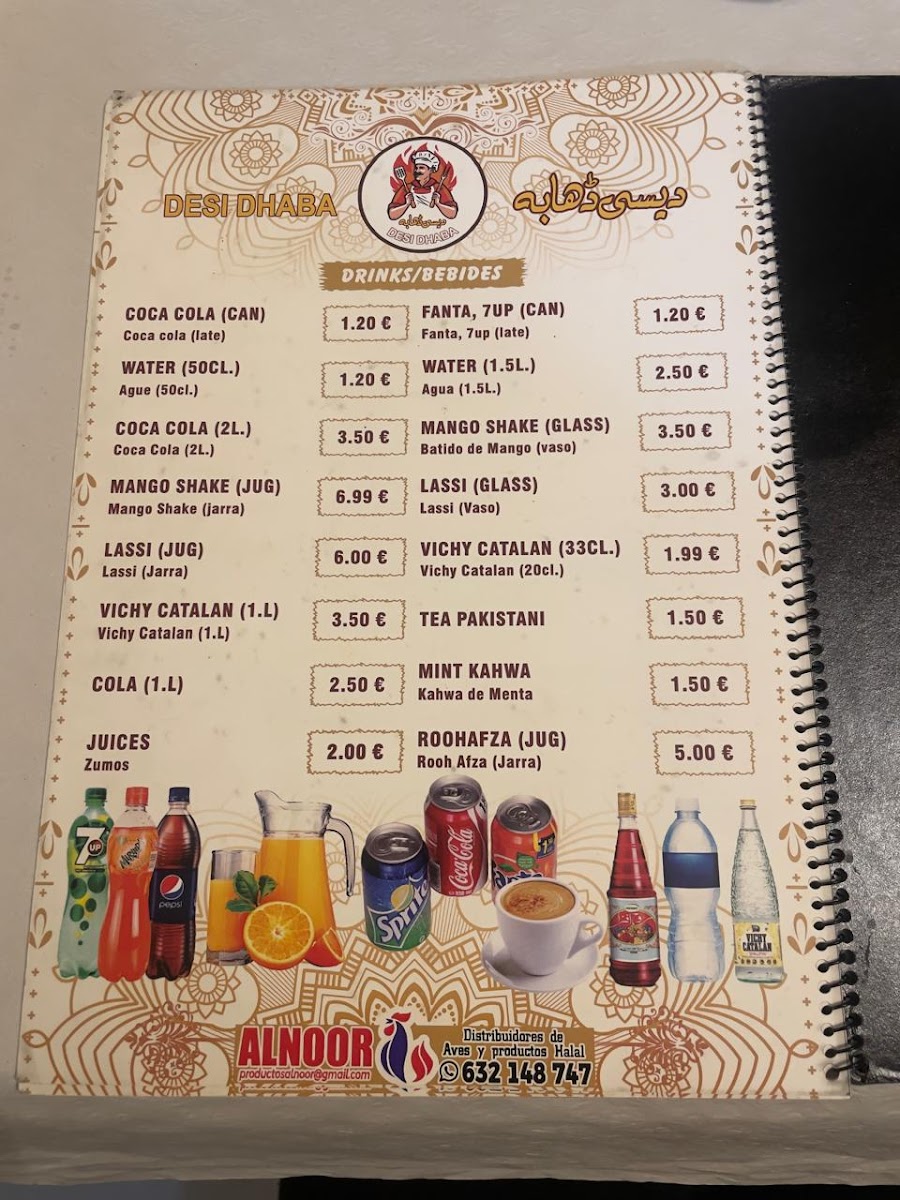 DESI DHABA
دیسی ڈھابہ
دیسی ڈھابہ
DESI DHABA
DRINKS/BEBIDES
COCA COLA (CAN) 1.20 €
Coca cola (late)
FANTA, 7UP (CAN) 1.20 €
Fanta, 7up (late)
WATER (50CL.) 1.20 €
Ague (50cl.)
WATER (1.5L.) 2.50 €
Agua (1.5L.)
COCA COLA (2L.) 3.50 €
Coca Cola (2L.)
MANGO SHAKE (GLASS) 3.50 €
Batido de Mango (vaso)
MANGO SHAKE (JUG) 6.99 €
Mango Shake (jarra)
LASSI (GLASS) 3.00 €
Lassi (Vaso)
LASSI (JUG) 6.00 €
Lassi (Jarra)
VICHY CATALAN (33CL.) 1.99 €
Vichy Catalan (20cl.)
VICHY CATALAN (1.L) 3.50 €
Vichy Catalan (1.L)
TEA PAKISTANI 1.50 €
COLA (1.L) 2.50 €
MINT KAHWA 1.50 €
Kahwa de Menta
JUICES 2.00 €
Zumos
ROOHAFZA (JUG) 5.00 €
Rooh Afza (Jarra)
7UP
pepsi
Sprite
Coca-Cola
Fanta
VICHY
CATALAN
ALNOOR
productosalnoor@gmail.com
Distribuidores de
Aves y productos Halal
632 148 747